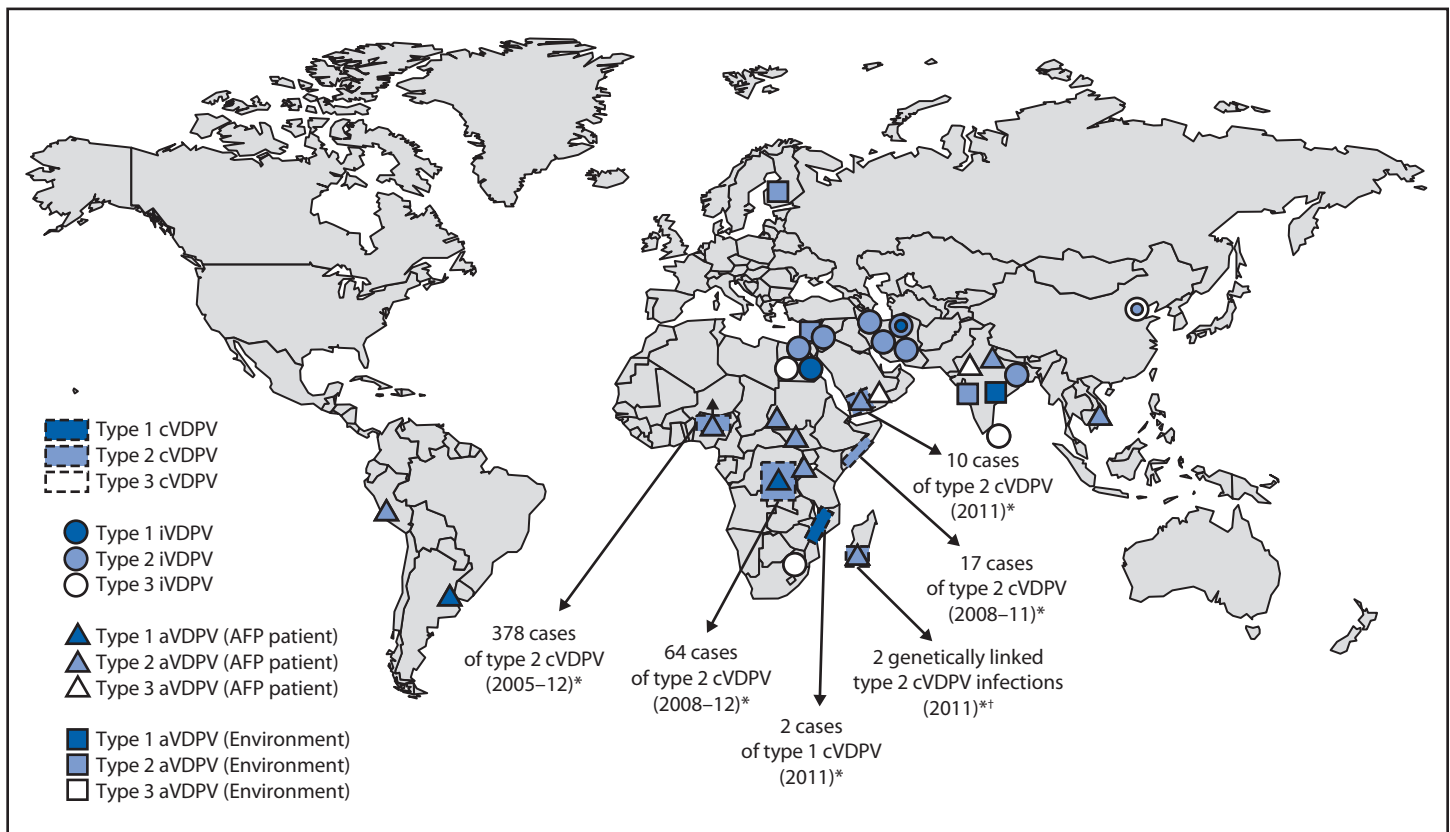 Type 1 cVDPV
Type 2 cVDPV
Type 3 cVDPV
Type 1 iVDPV
Type 2 iVDPV
Type 3 iVDPV
Type 1 aVDPV (AFP patient)
Type 2 aVDPV (AFP patient)
Type 3 aVDPV (AFP patient)
Type 1 aVDPV (Environment)
Type 2 aVDPV (Environment)
Type 3 aVDPV (Environment)
378 cases
of type 2 cVDPV
(2005–12)*
64 cases
of type 2 cVDPV
(2008–12)*
2 cases
of type 1 cVDPV
(2011)*
2 genetically linked
type 2 cVDPV infections
(2011)*†
17 cases
of type 2 cVDPV
(2008–11)*
10 cases
of type 2 cVDPV
(2011)*